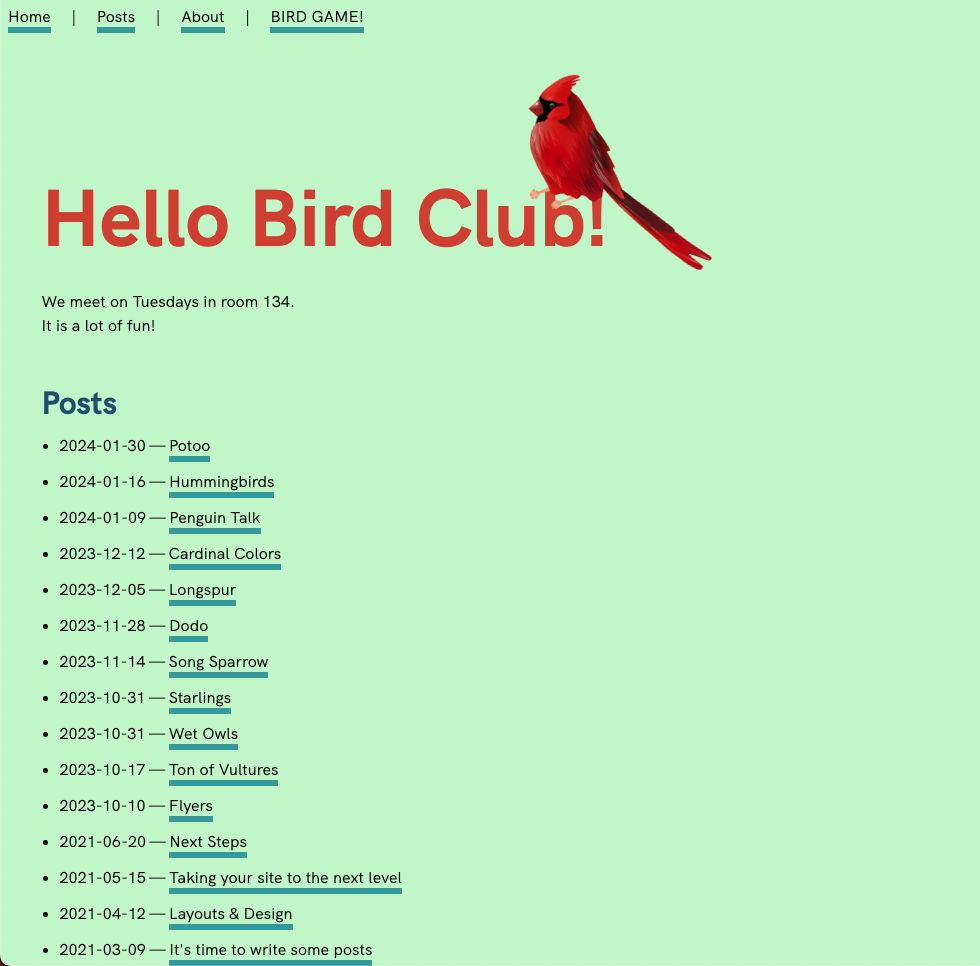 Home | Posts | About | BIRD GAME!
Hello Bird Club!
We meet on Tuesdays in room 134.
It is a lot of fun!
Posts
• 2024-01-30 — Potoo
• 2024-01-16 — Hummingbirds
• 2024-01-09 — Penguin Talk
• 2023-12-12 — Cardinal Colors
• 2023-12-05 — Longspur
• 2023-11-28 — Dodo
• 2023-11-14 — Song Sparrow
• 2023-10-31 — Starlings
• 2023-10-31 — Wet Owls
• 2023-10-17 — Ton of Vultures
• 2023-10-10 — Flyers
• 2021-06-20 — Next Steps
• 2021-05-15 — Taking your site to the next level
• 2021-04-12 — Layouts & Design
• 2021-03-09 — It's time to write some posts